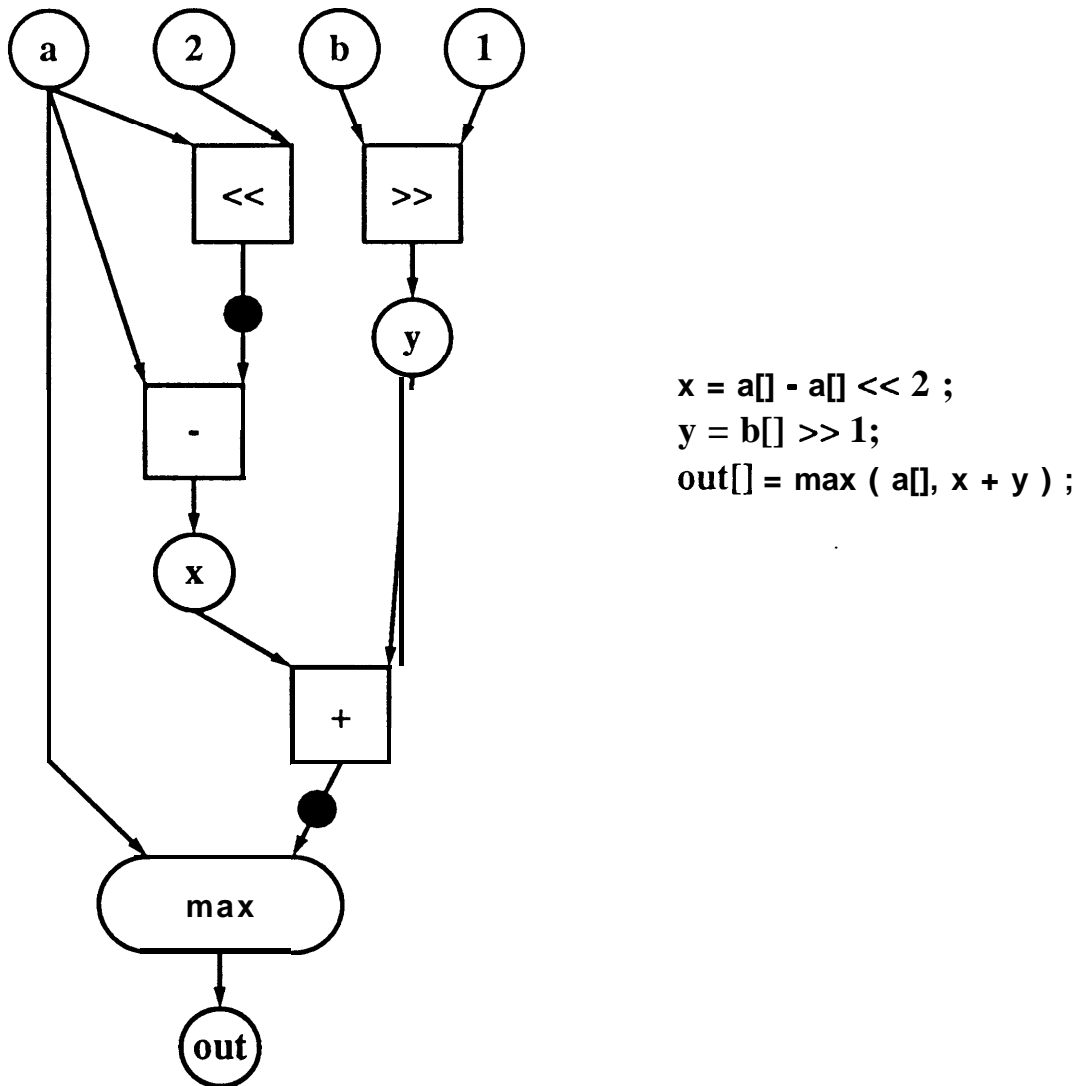 a 2 b 1
<< >>
y
x = a[] - a[] << 2 ;
y = b[] >> 1;
-
out[] = max ( a[], x + y ) ;
x
+
max
out